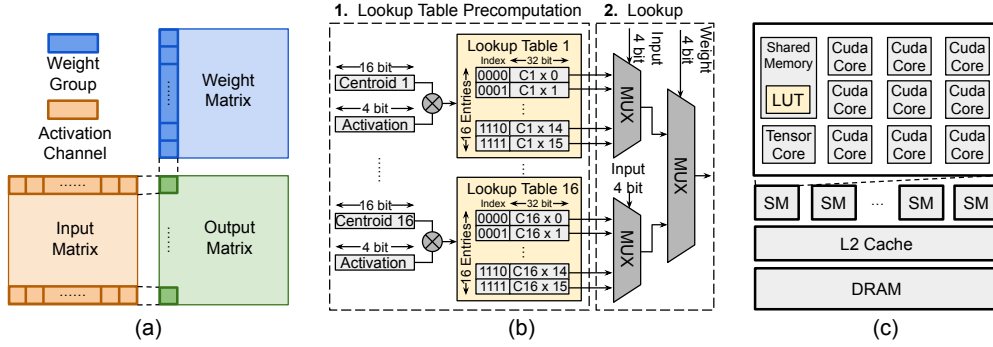 Weight
Group
Activation
Channel
Weight
Matrix
......
......
......
......
Input
Matrix
Output
Matrix
......
(a)
1. Lookup Table Precomputation
2. Lookup
16 bit
Centroid 1
4 bit
Activation
Lookup Table 1
Index
32 bit
16 Entries
0000 C1 x 0
0001 C1 x 1
1110 C1 x 14
1111 C1 x 15
......
......
16 bit
Centroid 16
4 bit
Activation
Lookup Table 16
Index
32 bit
16 Entries
0000 C16 x 0
0001 C16 x 1
1110 C16 x 14
1111 C16 x 15
Input
4 bit
Weight
4 bit
MUX
Input
4 bit
MUX
MUX
(b)
Shared
Memory
LUT
Tensor
Core
Cuda
Core
Cuda
Core
Cuda
Core
Cuda
Core
Cuda
Core
Cuda
Core
Cuda
Core
Cuda
Core
Cuda
Core
SM
SM
...
SM
SM
L2 Cache
DRAM
(c)